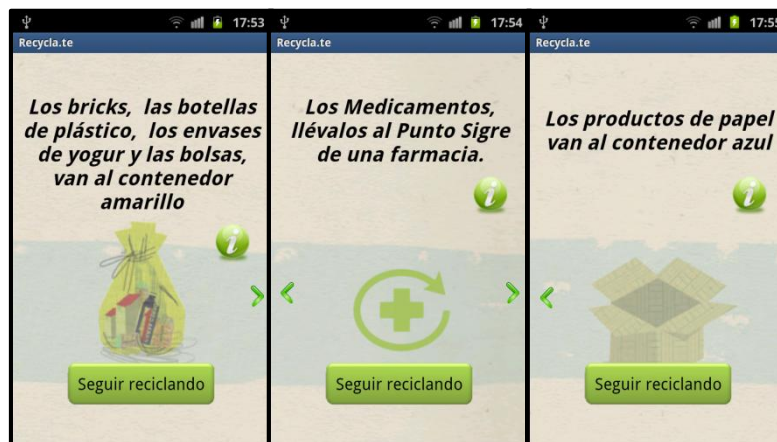 17:53
Recycla.te
Los bricks, las botellas
de plástico, los envases
de yogur y las bolsas,
van al contenedor
amarillo
i
Seguir reciclando
17:54
Recycla.te
Los Medicamentos,
llévalos al Punto Sigre
de una farmacia.
i
Seguir reciclando
17:55
Recycla.te
Los productos de papel
van al contenedor azul
i
Seguir reciclando